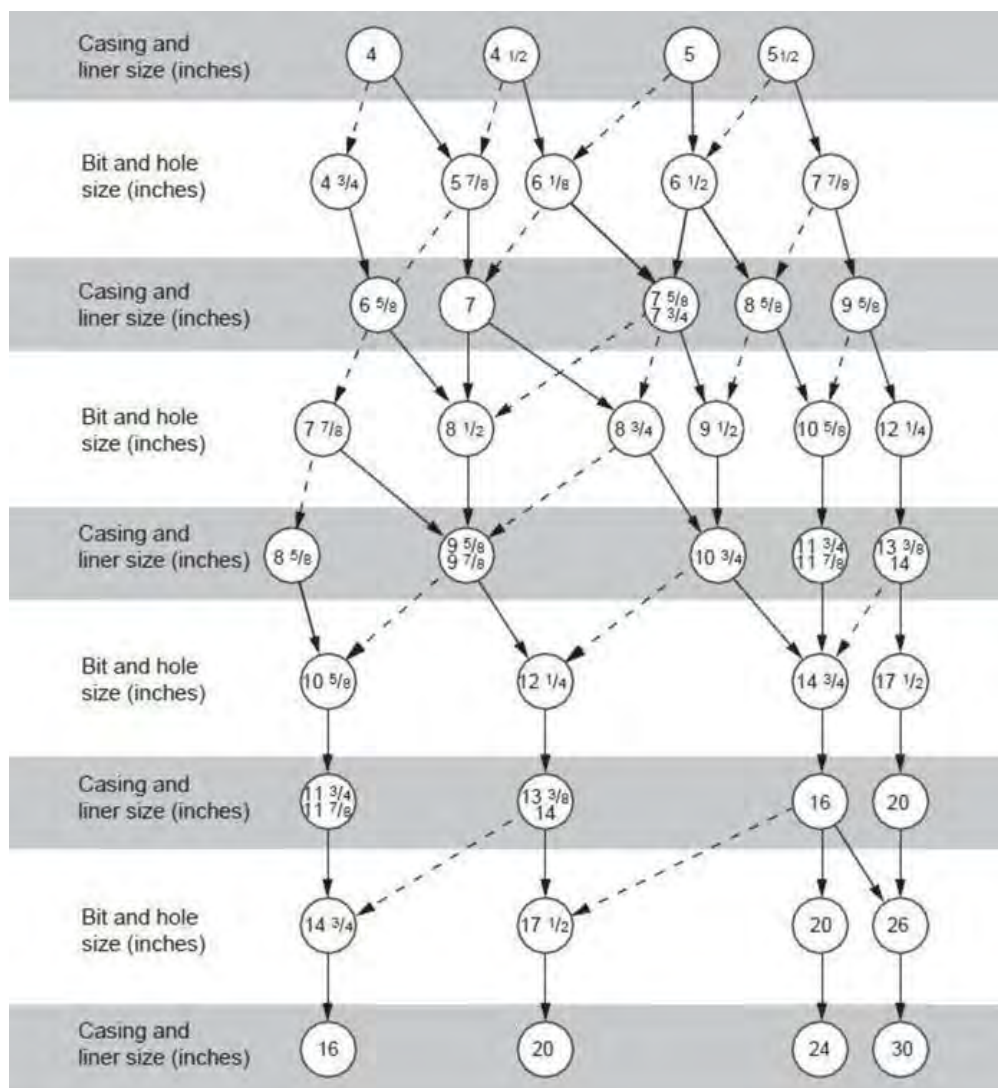 Casing and
liner size (inches)
4
4 1/2
5
5 1/2
Bit and hole
size (inches)
4 3/4
5 7/8
6 1/8
6 1/2
7 7/8
Casing and
liner size (inches)
6 5/8
7
7 5/8
7 3/4
8 5/8
9 5/8
Bit and hole
size (inches)
7 7/8
8 1/2
8 3/4
9 1/2
10 5/8
12 1/4
Casing and
liner size (inches)
8 5/8
9 5/8
9 7/8
10 3/4
11 3/4
11 7/8
13 3/8
14
Bit and hole
size (inches)
10 5/8
12 1/4
14 3/4
17 1/2
Casing and
liner size (inches)
11 3/4
11 7/8
13 3/8
14
16
20
Bit and hole
size (inches)
14 3/4
17 1/2
20
26
Casing and
liner size (inches)
16
20
24
30